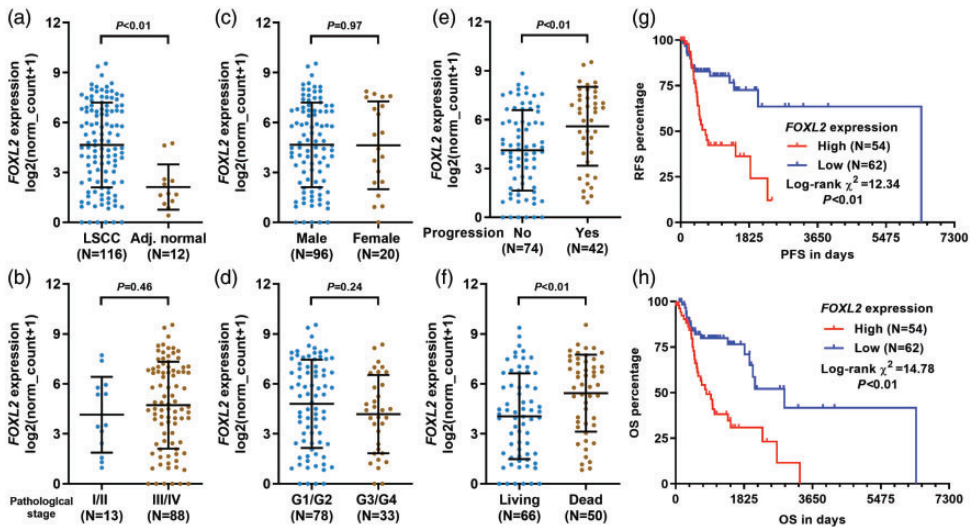 (a)
P<0.01
FOXL2 expression
log2(norm_count+1)
12
9
6
3
0
LSCC
(N=116)
Adj. normal
(N=12)
(c)
P=0.97
FOXL2 expression
log2(norm_count+1)
12
9
6
3
0
Male
(N=96)
Female
(N=20)
(e)
P<0.01
FOXL2 expression
log2(norm_count+1)
12
9
6
3
0
Progression
No
(N=74)
Yes
(N=42)
(g)
RFS percentage
100
75
50
25
0
FOXL2 expression
High (N=54)
Low (N=62)
Log-rank χ2=12.34
P<0.01
0 1825 3650 5475 7300
PFS in days
(b)
P=0.46
FOXL2 expression
log2(norm_count+1)
12
9
6
3
0
Pathological
stage
I/II
(N=13)
III/IV
(N=88)
(d)
P=0.24
FOXL2 expression
log2(norm_count+1)
12
9
6
3
0
G1/G2
(N=78)
G3/G4
(N=33)
(f)
P<0.01
FOXL2 expression
log2(norm_count+1)
12
9
6
3
0
Living
(N=66)
Dead
(N=50)
(h)
OS percentage
100
75
50
25
0
FOXL2 expression
High (N=54)
Low (N=62)
Log-rank χ2=14.78
P<0.01
0 1825 3650 5475 7300
OS in days